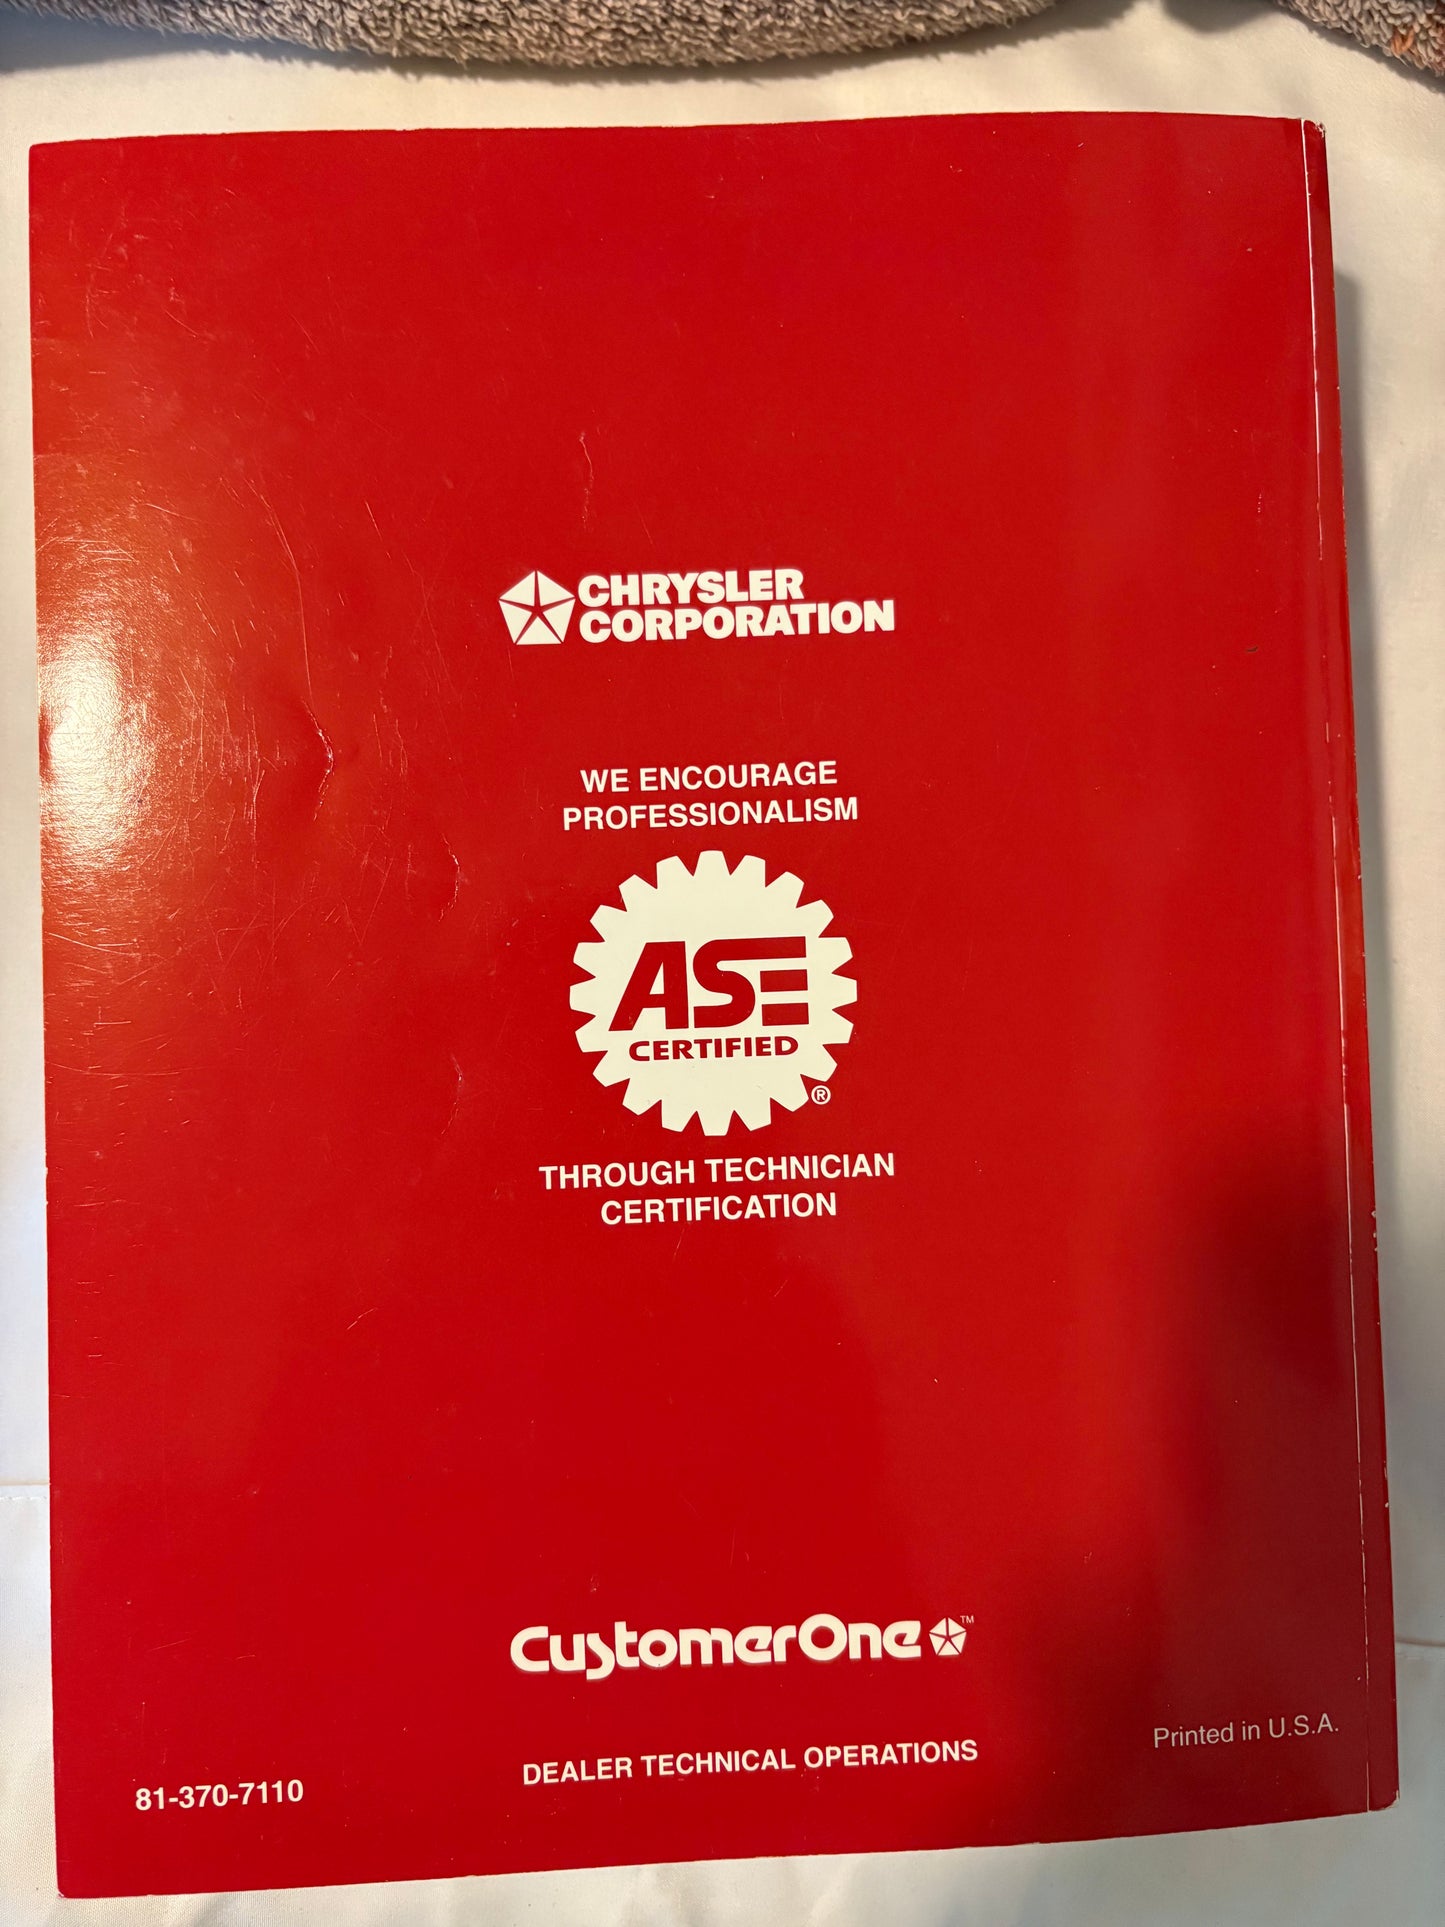 CHRYSLER
CORPORATION
WE ENCOURAGE
PROFESSIONALISM
ASE
CERTIFIED
®
THROUGH TECHNICIAN
CERTIFICATION
CustomerOne ™
DEALER TECHNICAL OPERATIONS
Printed in U.S.A.
81-370-7110